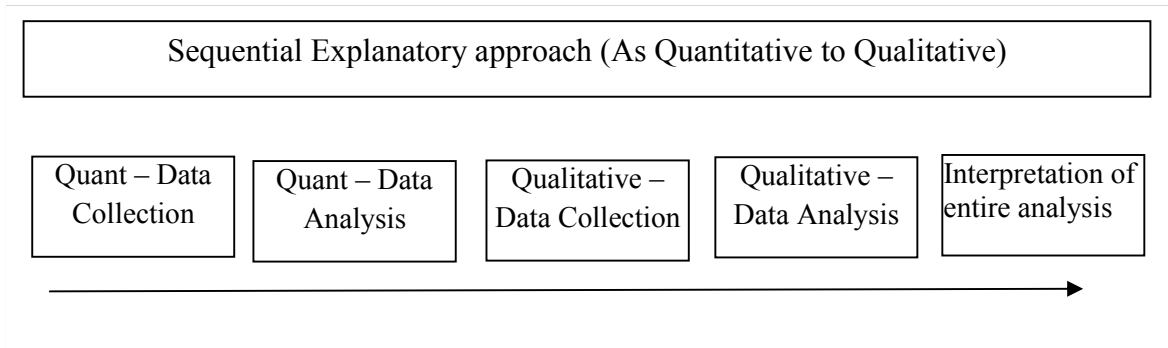 Sequential Explanatory approach (As Quantitative to Qualitative)
Quant – Data
Collection
Quant – Data
Analysis
Qualitative –
Data Collection
Qualitative –
Data Analysis
Interpretation of
entire analysis